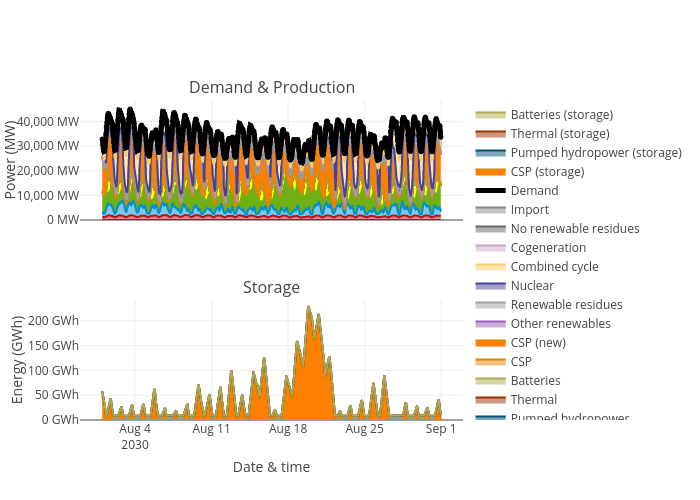 Demand & Production
Power (MW)
40,000 MW
30,000 MW
20,000 MW
10,000 MW
0 MW
Storage
Energy (GWh)
200 GWh
150 GWh
100 GWh
50 GWh
0 GWh
Aug 4
2030
Aug 11
Aug 18
Aug 25
Sep 1
Date & time
Batteries (storage)
Thermal (storage)
Pumped hydropower (storage)
CSP (storage)
Demand
Import
No renewable residues
Cogeneration
Combined cycle
Nuclear
Renewable residues
Other renewables
CSP (new)
CSP
Batteries
Thermal
Pumped hydropower